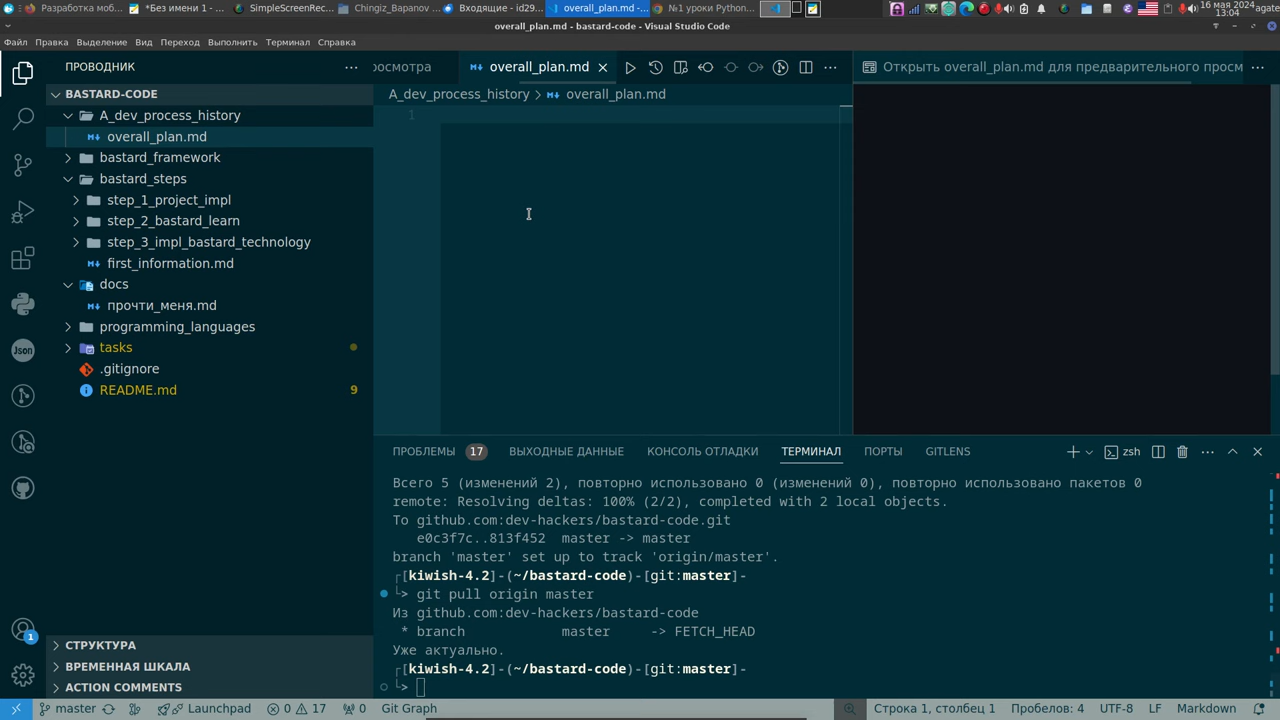 Разработка моб...
*Без имени 1 -...
SimpleScreenRec...
Chingiz_Bapanov...
Входящие - id29...
overall_plan.md -...
№1 уроки Python...
16 мая 2024 agate
13:04
overall_plan.md - bastard-code - Visual Studio Code
Файл Правка Выделение Вид Переход Выполнить Терминал Справка
ПРОВОДНИК
росмотра
overall_plan.md
Открыть overall_plan.md для предварительного просм
BASTARD-CODE
A_dev_process_history > overall_plan.md
A_dev_process_history
1
overall_plan.md
bastard_framework
bastard_steps
step_1_project_impl
step_2_bastard_learn
step_3_impl_bastard_technology
first_information.md
docs
прочти_меня.md
programming_languages
tasks
.gitignore
README.md 9
Json
ПРОБЛЕМЫ 17 ВЫХОДНЫЕ ДАННЫЕ КОНСОЛЬ ОТЛАДКИ ТЕРМИНАЛ ПОРТЫ GITLENS
zsh
Всего 5 (изменений 2), повторно использовано 0 (изменений 0), повторно использовано пакетов 0
remote: Resolving deltas: 100% (2/2), completed with 2 local objects.
To github.com:dev-hackers/bastard-code.git
e0c3f7c..813f452 master -> master
branch 'master' set up to track 'origin/master'.
┌[kiwish-4.2]-(~/bastard-code)-[git:master]-
└> git pull origin master
Из github.com:dev-hackers/bastard-code
* branch master -> FETCH_HEAD
Уже актуально.
┌[kiwish-4.2]-(~/bastard-code)-[git:master]-
└>
1
СТРУКТУРА
ВРЕМЕННАЯ ШКАЛА
ACTION COMMENTS
master Launchpad 0 17 0 Git Graph
Строка 1, столбец 1 Пробелов: 4 UTF-8 LF Markdown